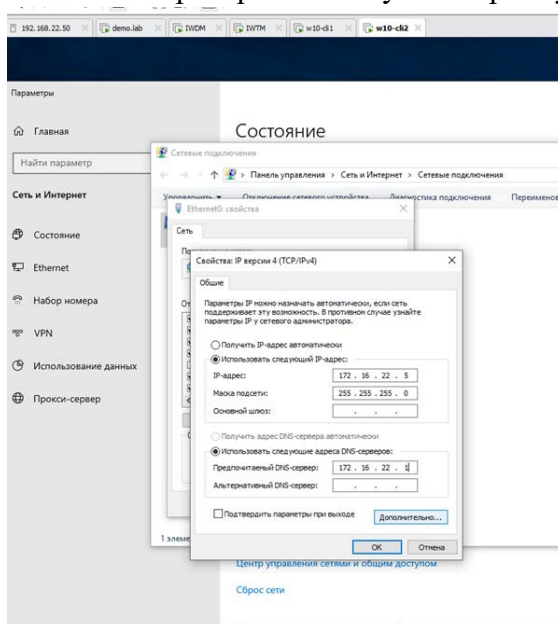 192.168.22.50 demo.lab IWDM IWTM w10-cli1 w10-cli2
Параметры
Главная
Состояние
Найти параметр
Сеть и Интернет
Состояние
Ethernet
Набор номера
VPN
Использование данных
Прокси-сервер
Сетевые подключения
Панель управления › Сеть и Интернет › Сетевые подключения
Упорядочить Отключение сетевого устройства Диагностика подключения Переименов
Ethernet0: свойства
Сеть
Свойства: IP версии 4 (TCP/IPv4)
Общие
Параметры IP можно назначать автоматически, если сеть
поддерживает эту возможность. В противном случае узнайте
параметры IP у сетевого администратора.
Получить IP-адрес автоматически
Использовать следующий IP-адрес:
IP-адрес: 172 . 16 . 22 . 5
Маска подсети: 255 . 255 . 255 . 0
Основной шлюз: . . .
Получить адрес DNS-сервера автоматически
Использовать следующие адреса DNS-серверов:
Предпочитаемый DNS-сервер: 172 . 16 . 22 . 1
Альтернативный DNS-сервер: . . .
Подтвердить параметры при выходе
Дополнительно...
OK Отмена
1 элеме
Центр управления сетями и общим доступом
Сброс сети